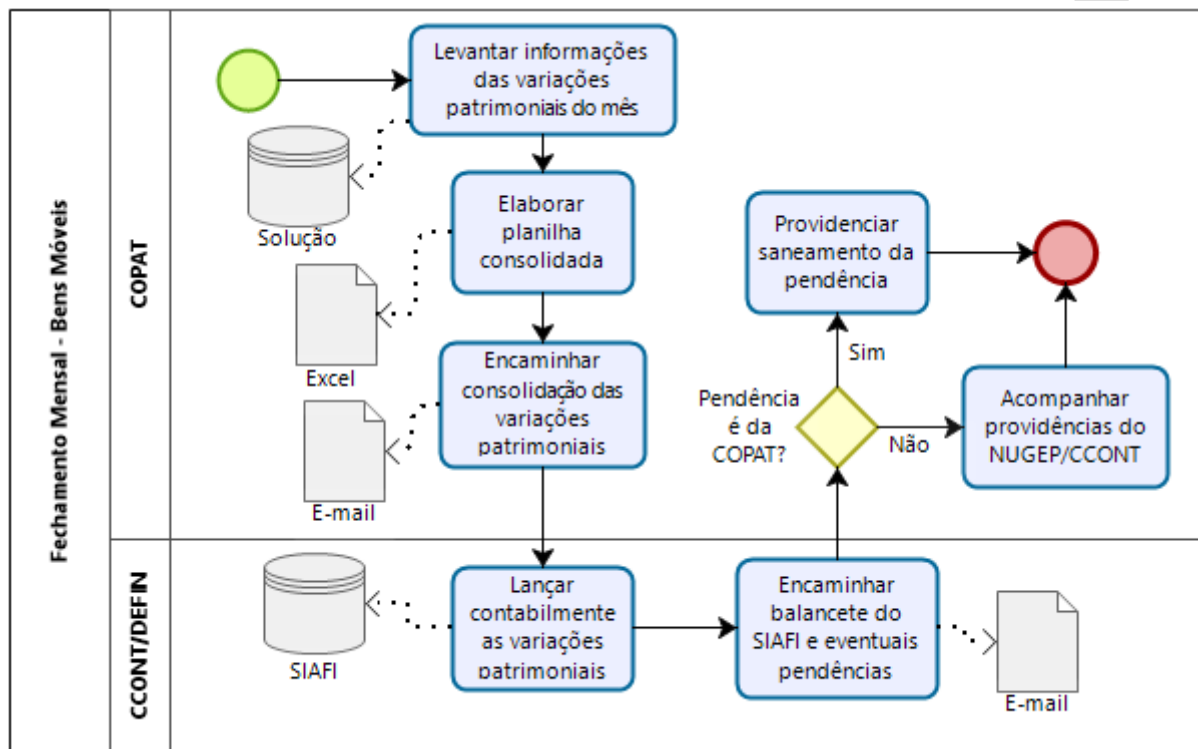 Fechamento Mensal - Bens Móveis
COPAT
Levantar informações
das variações
patrimoniais do mês
Solução
Elaborar
planilha
consolidada
Excel
Encaminhar
consolidação das
variações
patrimoniais
E-mail
Providenciar
saneamento da
pendência
Sim
Pendência
é da
COPAT?
Não
Acompanhar
providências do
NUGEP/CCONT
CCONT/DEFIN
SIAFI
Lançar
contabilmente
as variações
patrimoniais
Encaminhar
balancete do
SIAFI e eventuais
pendências
E-mail